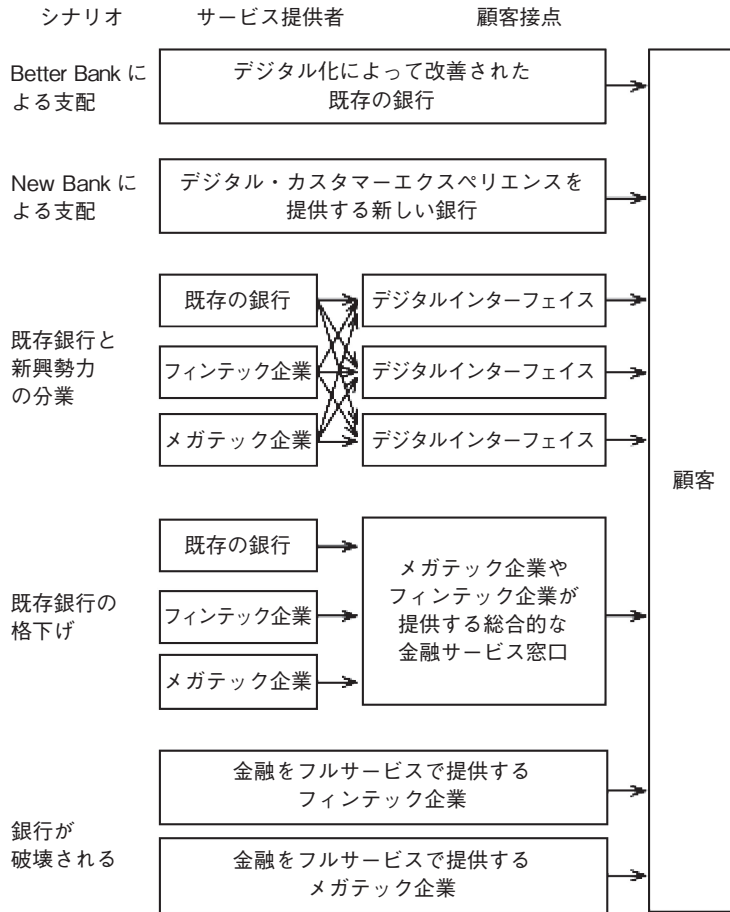 シナリオ サービス提供者 顧客接点
Better Bank に
よる支配
デジタル化によって改善された
既存の銀行
New Bank に
よる支配
デジタル・カスタマーエクスペリエンスを
提供する新しい銀行
既存銀行と
新興勢力
の分業
既存の銀行
デジタルインターフェイス
フィンテック企業
デジタルインターフェイス
メガテック企業
デジタルインターフェイス
既存銀行の
格下げ
既存の銀行
フィンテック企業
メガテック企業
メガテック企業や
フィンテック企業が
提供する総合的な
金融サービス窓口
銀行が
破壊される
金融をフルサービスで提供する
フィンテック企業
金融をフルサービスで提供する
メガテック企業
顧客